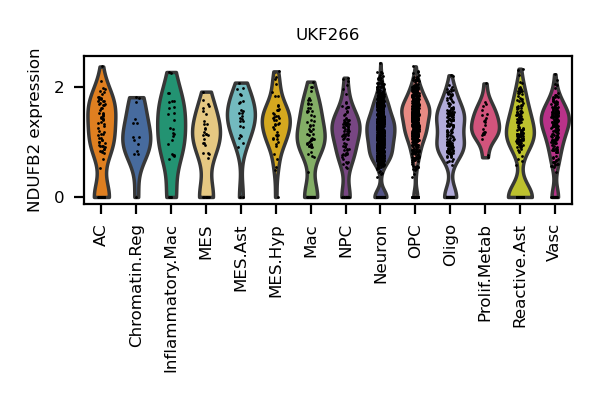 UKF266
NDUFB2 expression
2
0
AC
Chromatin.Reg
Inflammatory.Mac
MES
MES.Ast
MES.Hyp
Mac
NPC
Neuron
OPC
Oligo
Prolif.Metab
Reactive.Ast
Vasc